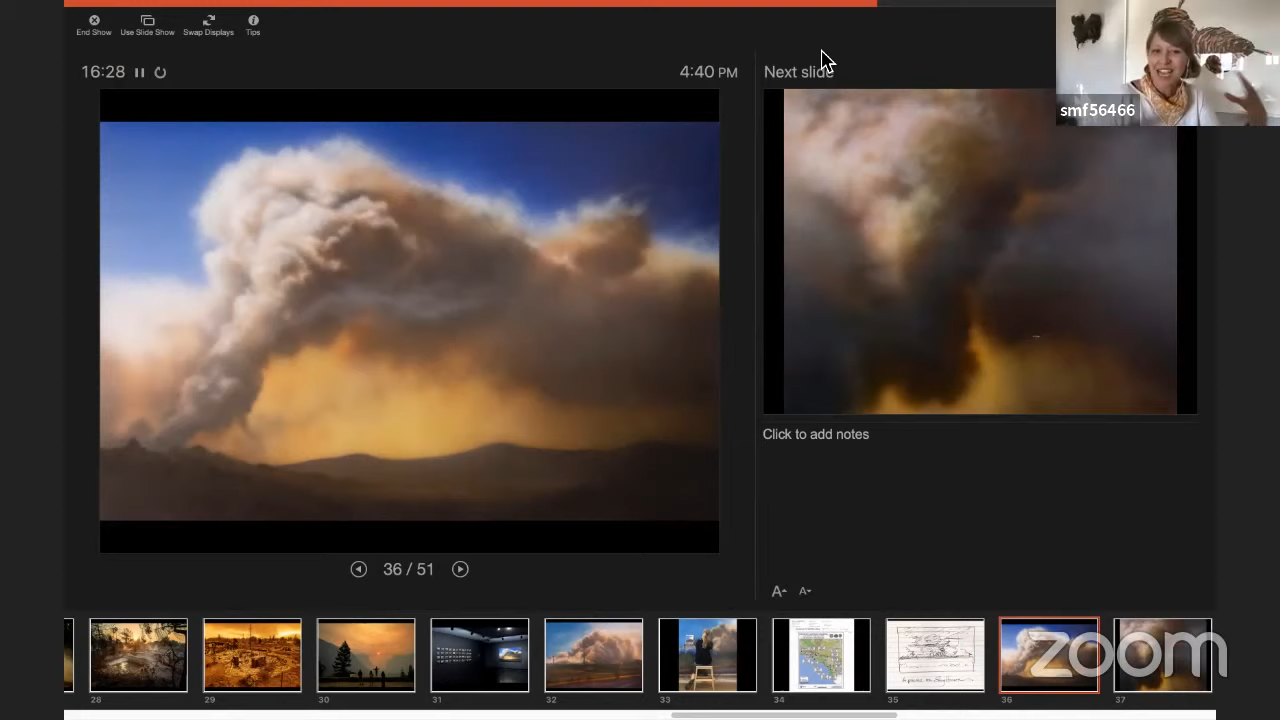 End Show
Use Slide Show
Swap Displays
Tips
16:28
4:40 PM
Next slide
smf56466
Click to add notes
36 / 51
A
A
28
29
30
31
32
33
34
35
36
37
zoom